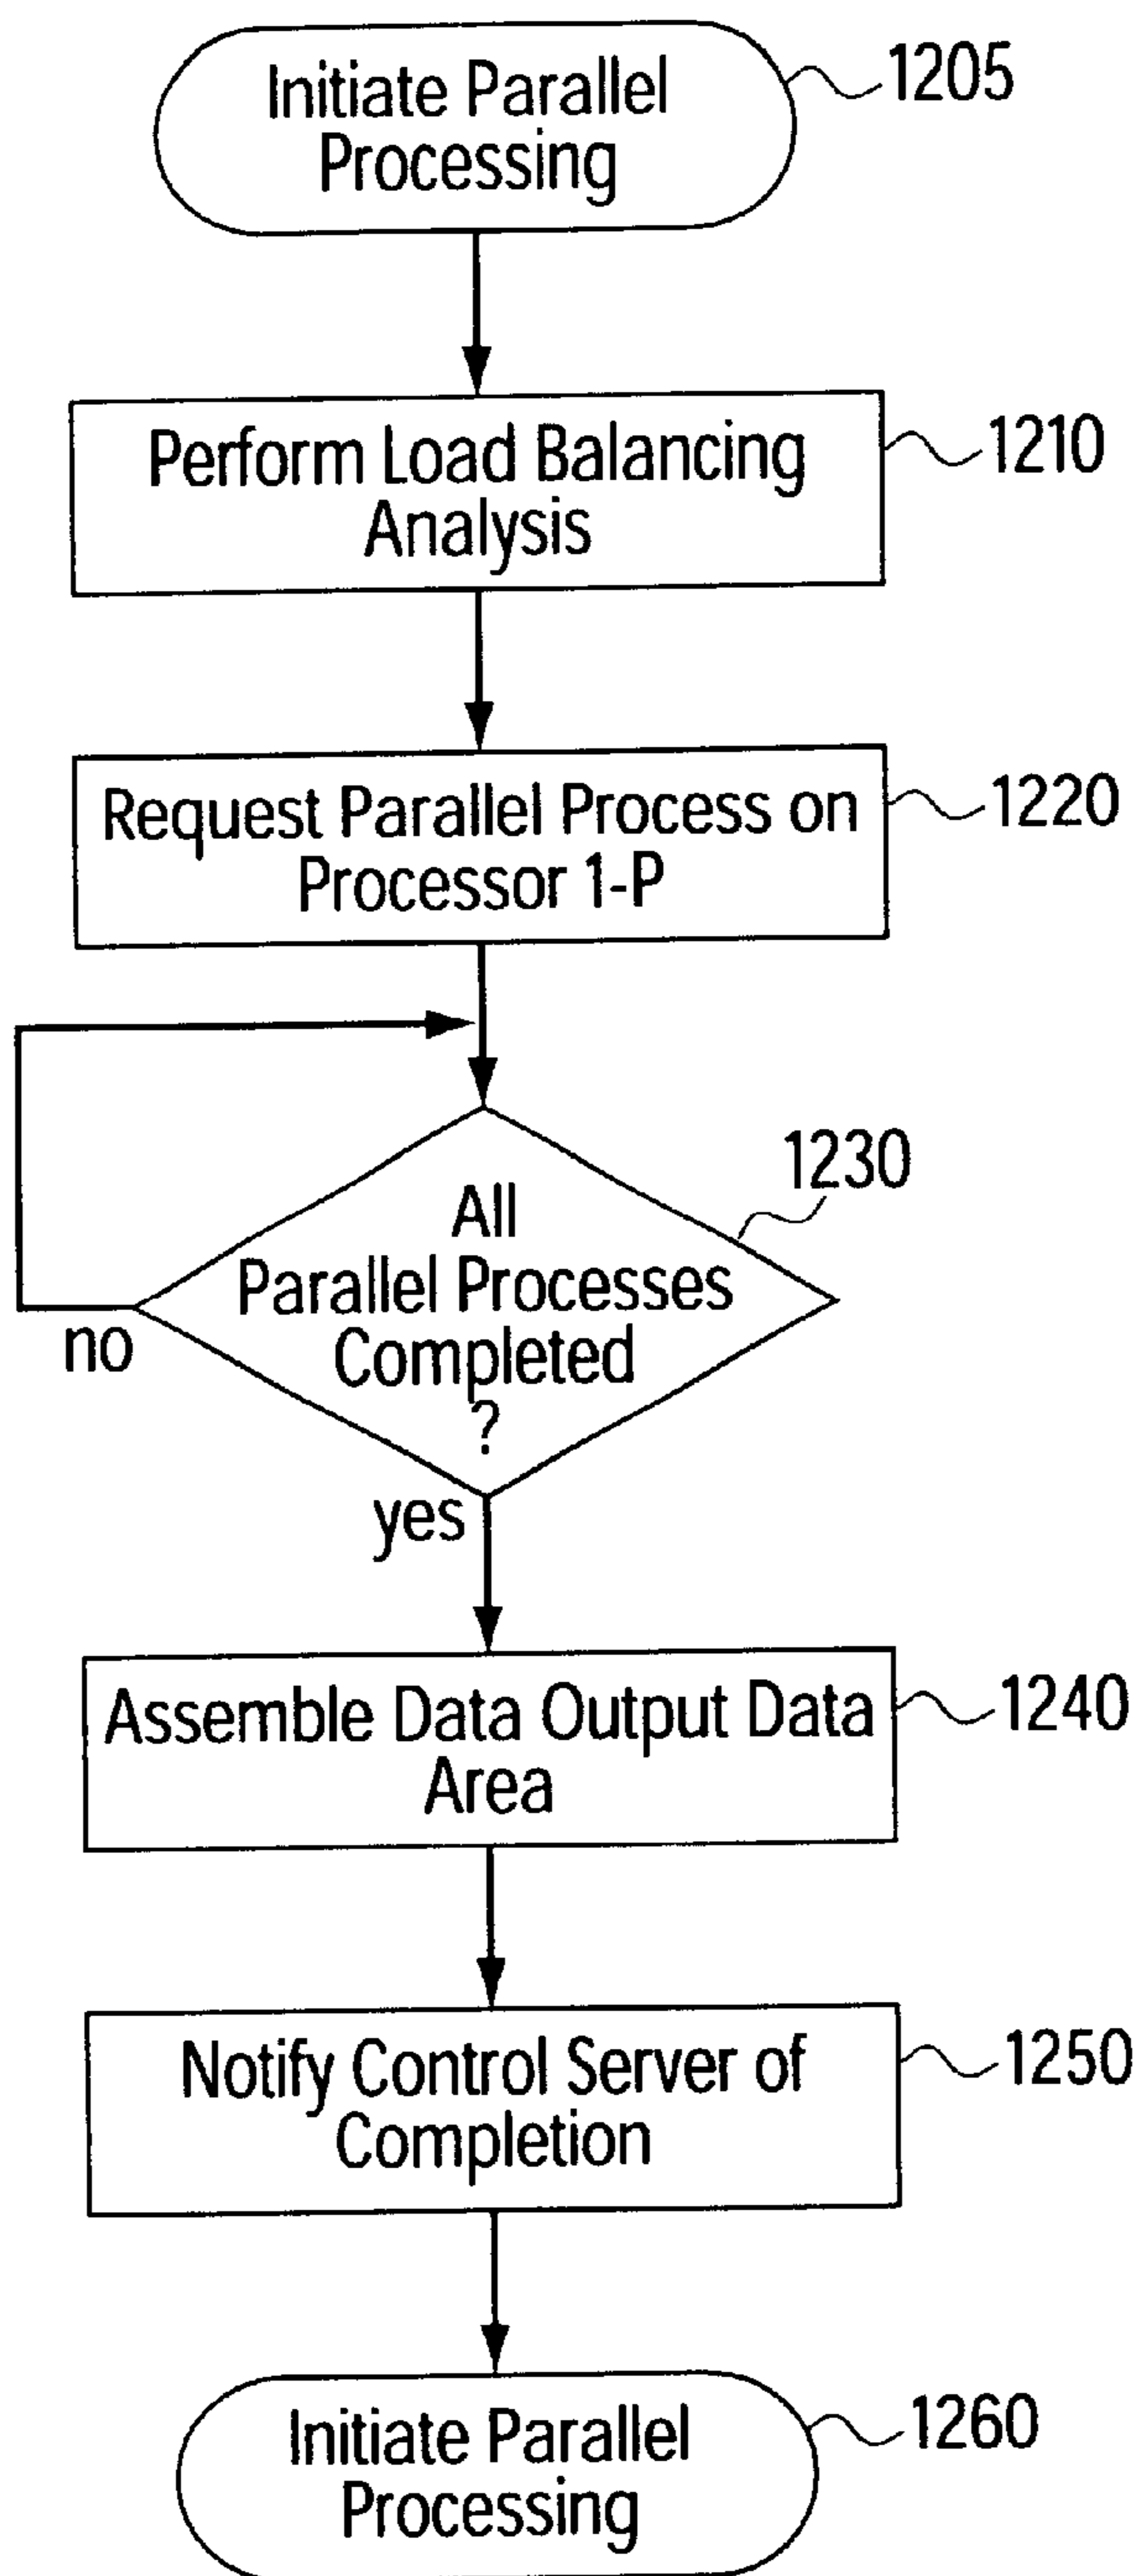 Initiate Parallel
Processing
1205
Perform Load Balancing
Analysis
1210
Request Parallel Process on
Processor 1-P
1220
All
Parallel Processes
Completed
?
1230
no
yes
Assemble Data Output Data
Area
1240
Notify Control Server of
Completion
1250
Initiate Parallel
Processing
1260